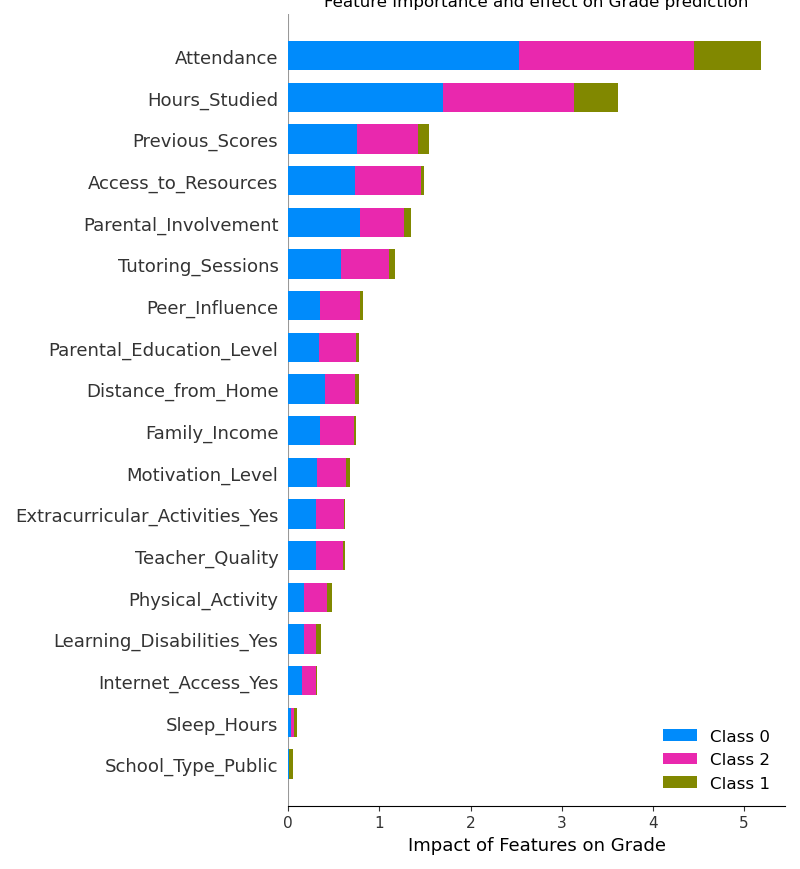 Feature importance and effect on Grade prediction
Attendance
Hours_Studied
Previous_Scores
Access_to_Resources
Parental_Involvement
Tutoring_Sessions
Peer_Influence
Parental_Education_Level
Distance_from_Home
Family_Income
Motivation_Level
Extracurricular_Activities_Yes
Teacher_Quality
Physical_Activity
Learning_Disabilities_Yes
Internet_Access_Yes
Sleep_Hours
School_Type_Public
Class 0
Class 2
Class 1
0 1 2 3 4 5
Impact of Features on Grade